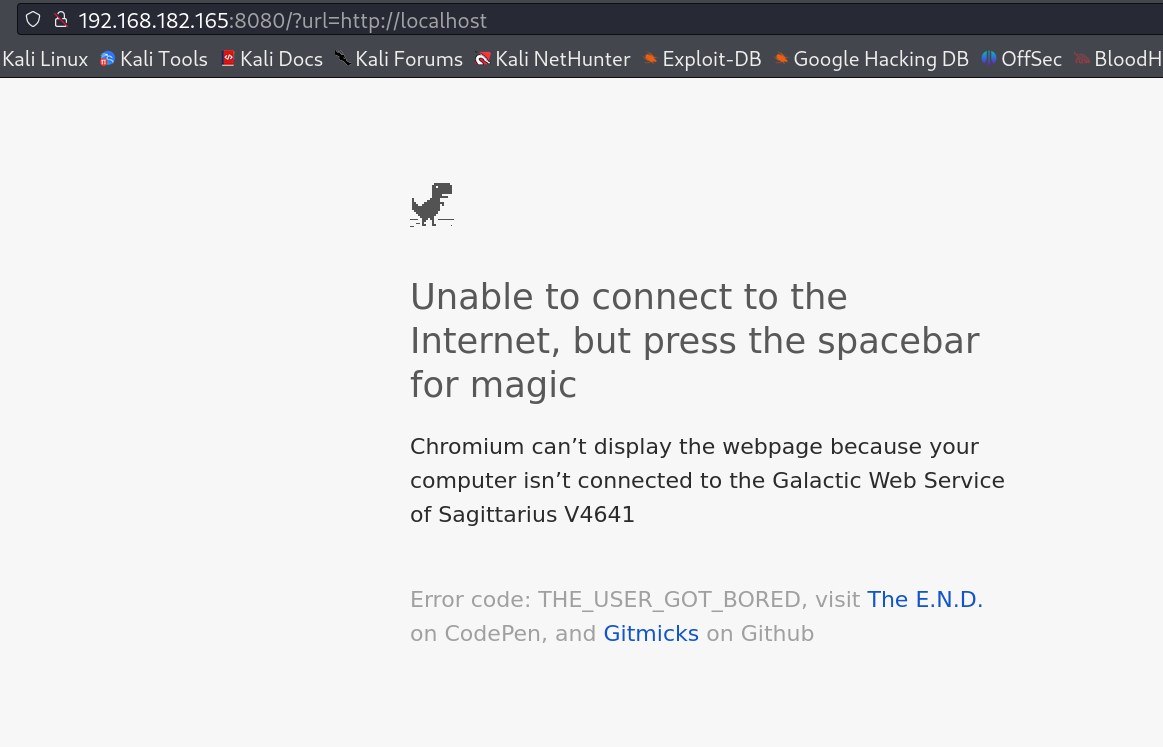 192.168.182.165:8080/?url=http://localhost
Kali Linux Kali Tools Kali Docs Kali Forums Kali NetHunter Exploit-DB Google Hacking DB OffSec BloodH
Unable to connect to the
Internet, but press the spacebar
for magic
Chromium can’t display the webpage because your
computer isn’t connected to the Galactic Web Service
of Sagittarius V4641
Error code: THE_USER_GOT_BORED, visit The E.N.D.
on CodePen, and Gitmicks on Github